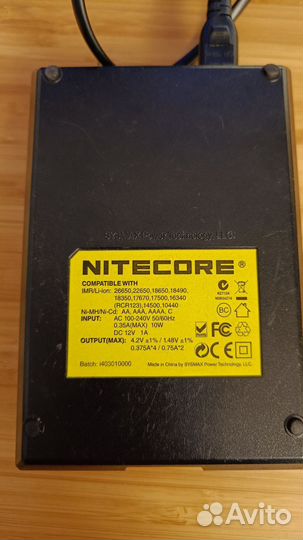 SYSMAX Power Technology, LLC.
NITECORE®
COMPATIBLE WITH
IMR/Li-ion: 26650,22650,18650,18490,
18350,17670,17500,16340
(RCR123),14500,10440
Ni-MH/Ni-Cd: AA, AAA, AAAA, C
INPUT: AC 100-240V 50/60Hz
0.35A(MAX) 10W
DC 12V 1A
OUTPUT(MAX): 4.2V ±1% / 1.48V ±1%
0.375A*4 / 0.75A*2
Batch: i403010000
Made in China by SYSMAX Power Technology, LLC.
BC
FC
CE
Avito